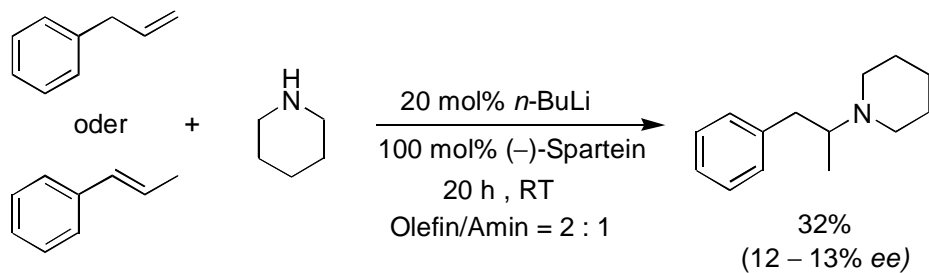 oder
+
H
N
20 mol% n-BuLi
100 mol% (–)-Spartein
20 h , RT
Olefin/Amin = 2 : 1
N
32%
(12 – 13% ee)